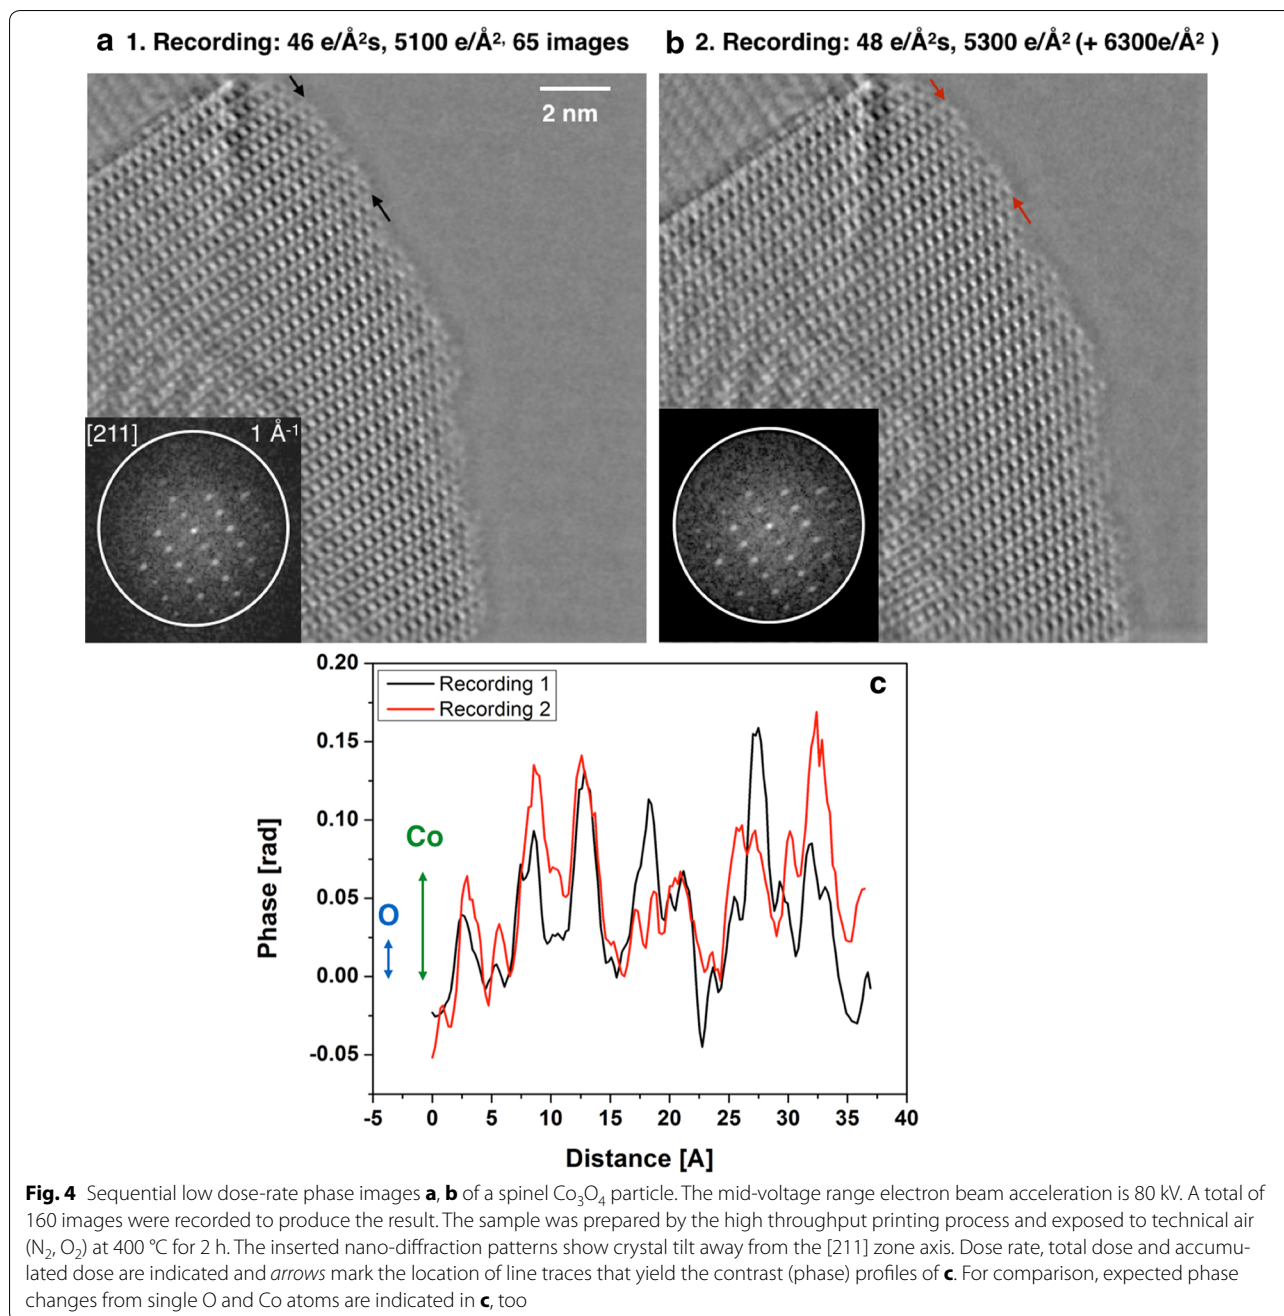 a 1. Recording: 46 e/Å²s, 5100 e/Å², 65 images
b 2. Recording: 48 e/Å²s, 5300 e/Å² (+ 6300e/Å² )
2 nm
[211] 1 Å⁻¹
c
Recording 1
Recording 2
0.20
0.15
0.10
0.05
0.00
-0.05
Phase [rad]
Co
O
-5 0 5 10 15 20 25 30 35 40
Distance [A]
Fig. 4 Sequential low dose-rate phase images a, b of a spinel Co₃O₄ particle. The mid-voltage range electron beam acceleration is 80 kV. A total of
160 images were recorded to produce the result. The sample was prepared by the high throughput printing process and exposed to technical air
(N₂, O₂) at 400 °C for 2 h. The inserted nano-diffraction patterns show crystal tilt away from the [211] zone axis. Dose rate, total dose and accumu-
lated dose are indicated and arrows mark the location of line traces that yield the contrast (phase) profiles of c. For comparison, expected phase
changes from single O and Co atoms are indicated in c, too